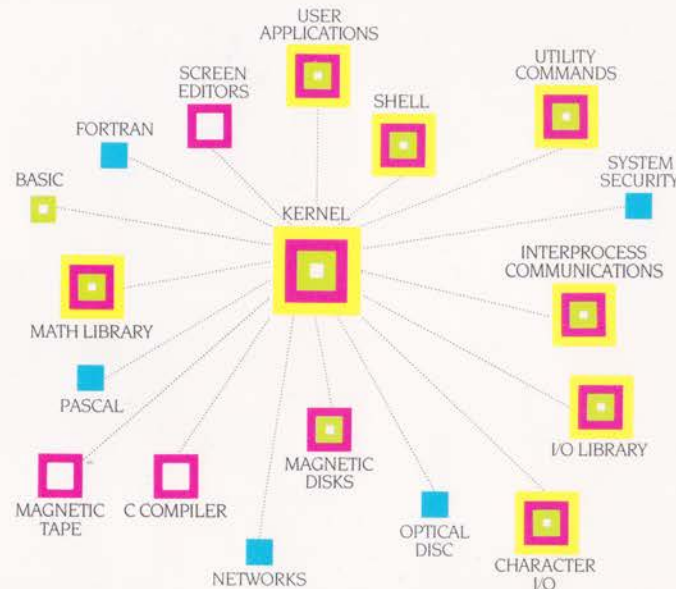 USER
APPLICATIONS
UTILITY
COMMANDS
SCREEN
EDITORS
SHELL
FORTRAN
SYSTEM
SECURITY
BASIC
KERNEL
INTERPROCESS
COMMUNICATIONS
MATH LIBRARY
PASCAL
I/O LIBRARY
MAGNETIC
DISKS
MAGNETIC
TAPE
C COMPILER
OPTICAL
DISC
NETWORKS
CHARACTER
I/O